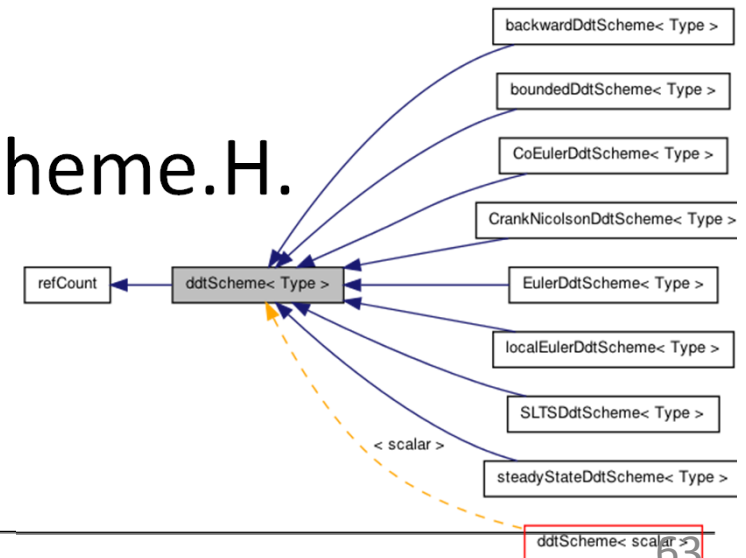 backwardDdtScheme< Type >
boundedDdtScheme< Type >
CoEulerDdtScheme< Type >
heme.H.
CrankNicolsonDdtScheme< Type >
refCount
ddtScheme< Type >
EulerDdtScheme< Type >
localEulerDdtScheme< Type >
SLTSDdtScheme< Type >
< scalar >
steadyStateDdtScheme< Type >
ddtScheme< scalar >
63